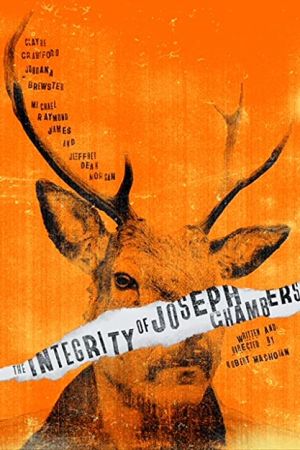 CLAYNE
CRAWFORD
JORDANA
BREWSTER
MICHAEL
RAYMOND
JAMES
AND
JEFFREY
DEAN
MORGAN
THE INTEGRITY OF JOSEPH
CHAMBERS
WRITTEN AND
DIRECTED BY
ROBERT MACHOIAN